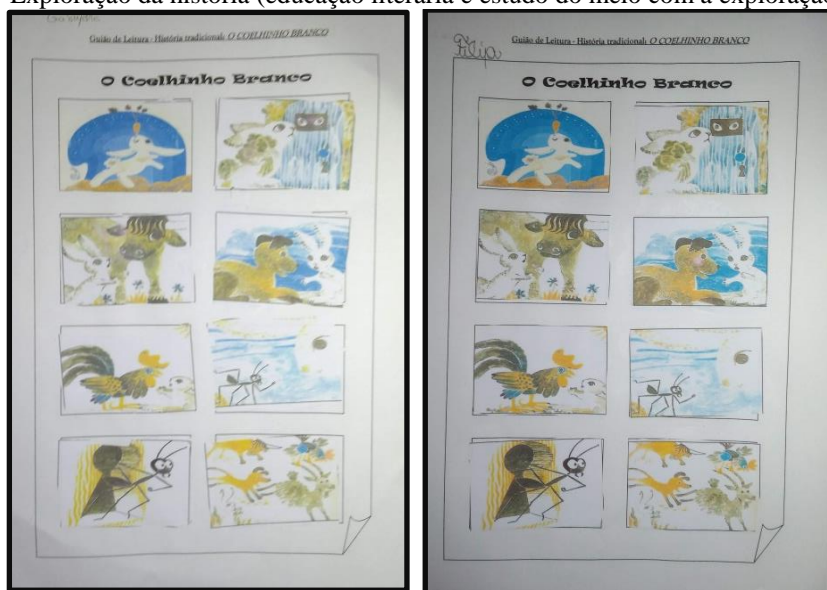 Exploração da história (educação literária e estudo do meio com a exploração
Guião de Leitura - História tradicional: O COELHINHO BRANCO
O Coelhinho Branco
Filipa
Guião de Leitura - História tradicional: O COELHINHO BRANCO
O Coelhinho Branco